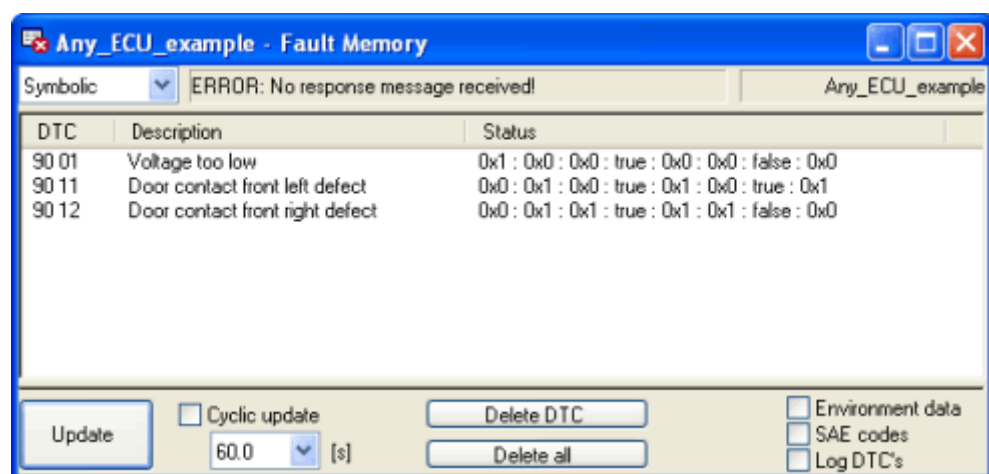 Any_ECU_example - Fault Memory
Symbolic ERROR: No response message received! Any_ECU_example
DTC Description Status
90 01 Voltage too low 0x1 : 0x0 : 0x0 : true : 0x0 : 0x0 : false : 0x0
90 11 Door contact front left defect 0x0 : 0x1 : 0x0 : true : 0x1 : 0x0 : true : 0x1
90 12 Door contact front right defect 0x0 : 0x1 : 0x1 : true : 0x1 : 0x1 : false : 0x0
Update
Cyclic update
60.0 [s]
Delete DTC
Delete all
Environment data
SAE codes
Log DTC's